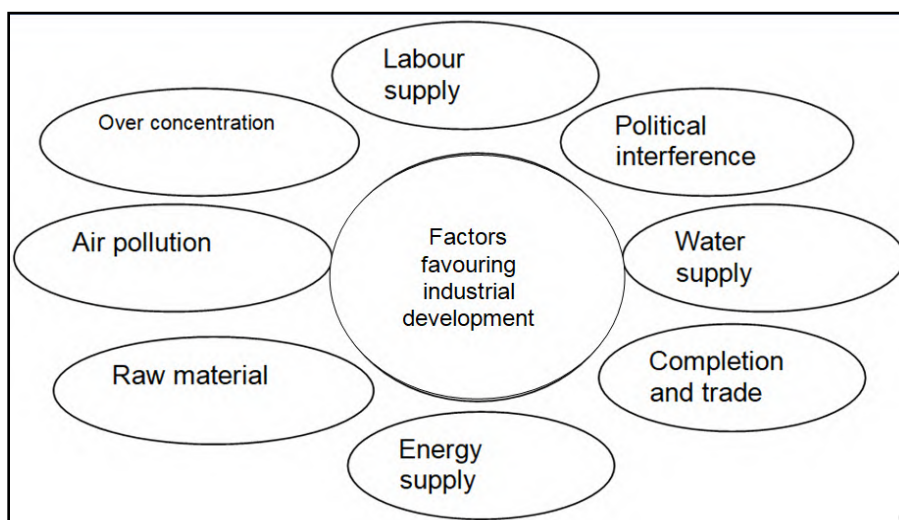 Labour
supply
Over concentration
Political
interference
Air pollution
Factors
favouring
industrial
development
Water
supply
Raw material
Completion
and trade
Energy
supply